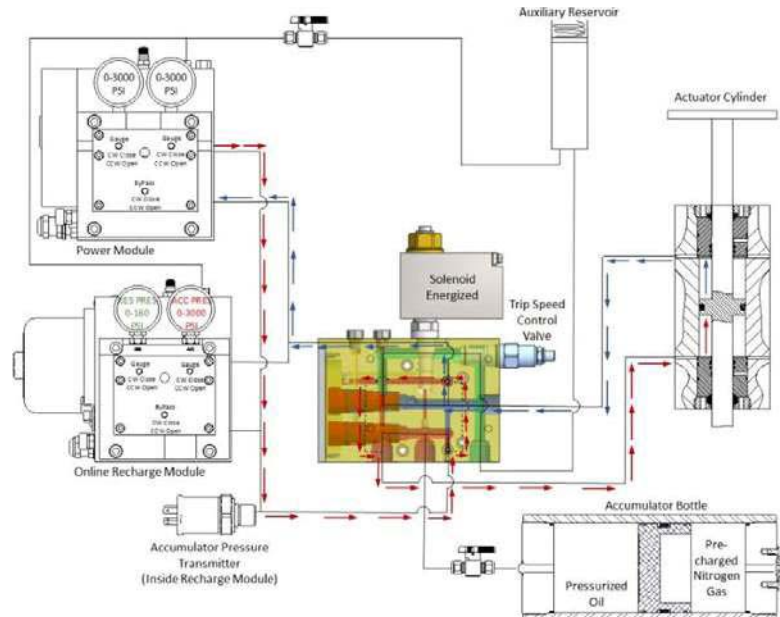 Auxiliary Reservoir
0-3000
PSI
0-3000
PSI
Actuator Cylinder
Gauge
CW Close
CCW Open
Gauge
CW Close
CCW Open
ByPass
CW Close
CCW Open
Power Module
Solenoid
Energized
Trip Speed
Control
Valve
RES PRES
0-160
PSI
ACC PRES
0-3000
PSI
Gauge
CW Close
CCW Open
Gauge
CW Close
CCW Open
ByPass
CW Close
CCW Open
Online Recharge Module
Accumulator Pressure
Transmitter
(Inside Recharge Module)
Accumulator Bottle
Pressurized
Oil
Pre-
charged
Nitrogen
Gas